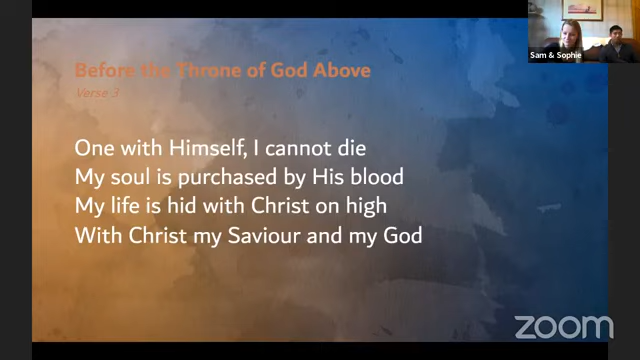 Sam & Sophie
Before the Throne of God Above
Verse 3
One with Himself, I cannot die
My soul is purchased by His blood
My life is hid with Christ on high
With Christ my Saviour and my God
zoom